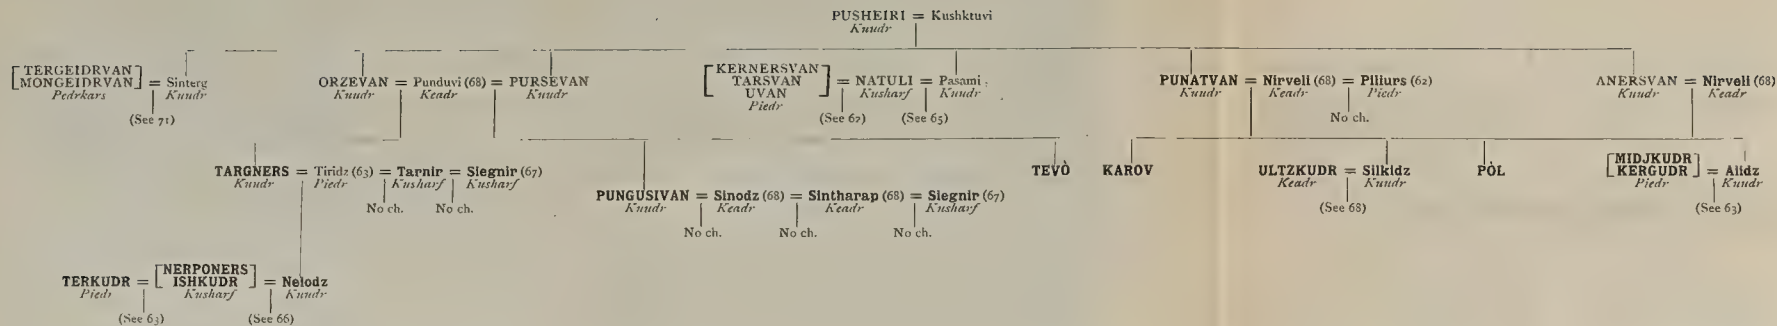 PUSHEIRI = Kushktuvi
Kuudr
[TERGEIDRVAN MONGEIDRVAN] = Sinterg ORZEVAN = Punduvi (68) = PURSEVAN [KERNERSVAN TARSVAN UVAN] = NATULI = Pasami PUNATVAN = Nirveli (68) = Piliurs (62) ANERSVAN = Nirveli (68)
Pedrkars Kuudr Kuudr Keadr Kuudr Piedr Kusharf Kuudr Kuudr Keadr Piedr Kuudr Keadr
(See 71) (See 62) (See 65) No ch.
TARGNERS = Tiridz (63) = Tarnir = Siegnir (67) TEVÒ KAROV ULTZKUDR = Silkidz PÒL [MIDJKUDR KERGUDR] = Alidz
Kuudr Piedr Kusharf Kusharf Keadr Kuudr Piedr Kuudr
No ch. No ch. (See 68) (See 63)
PUNGUSIVAN = Sinodz (68) = Sintharap (68) = Siegnir (67)
Kuudr Keadr Keadr Kusharf
No ch. No ch. No ch.
TERKUDR = [NERPONERS ISHKUDR] = Nelodz
Piedr Kusharf Kuudr
(See 63) (See 66)